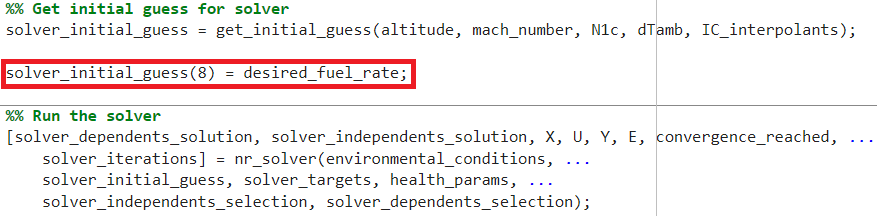 %% Get initial guess for solver
solver_initial_guess = get_initial_guess(altitude, mach_number, N1c, dTamb, IC_interpolants);
solver_initial_guess(8) = desired_fuel_rate;
%% Run the solver
[solver_dependents_solution, solver_independents_solution, X, U, Y, E, convergence_reached, ...
solver_iterations] = nr_solver(environmental_conditions, ...
solver_initial_guess, solver_targets, health_params, ...
solver_independents_selection, solver_dependents_selection);